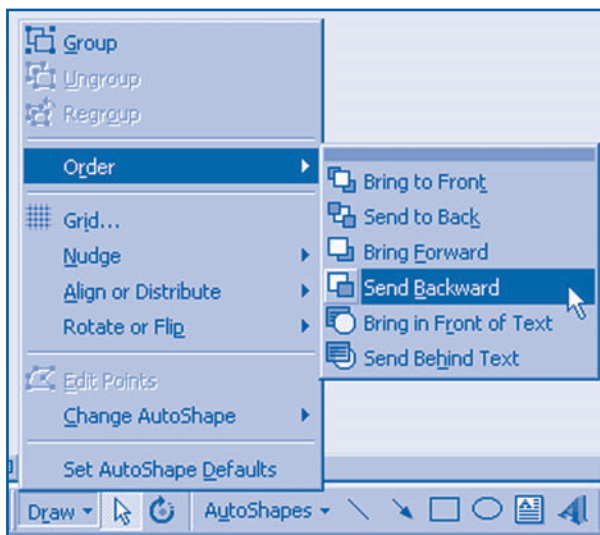 Group
Ungroup
Regroup
Order
Bring to Front
Send to Back
Bring Forward
Send Backward
Bring in Front of Text
Send Behind Text
Grid...
Nudge
Align or Distribute
Rotate or Flip
Edit Points
Change AutoShape
Set AutoShape Defaults
Draw AutoShapes